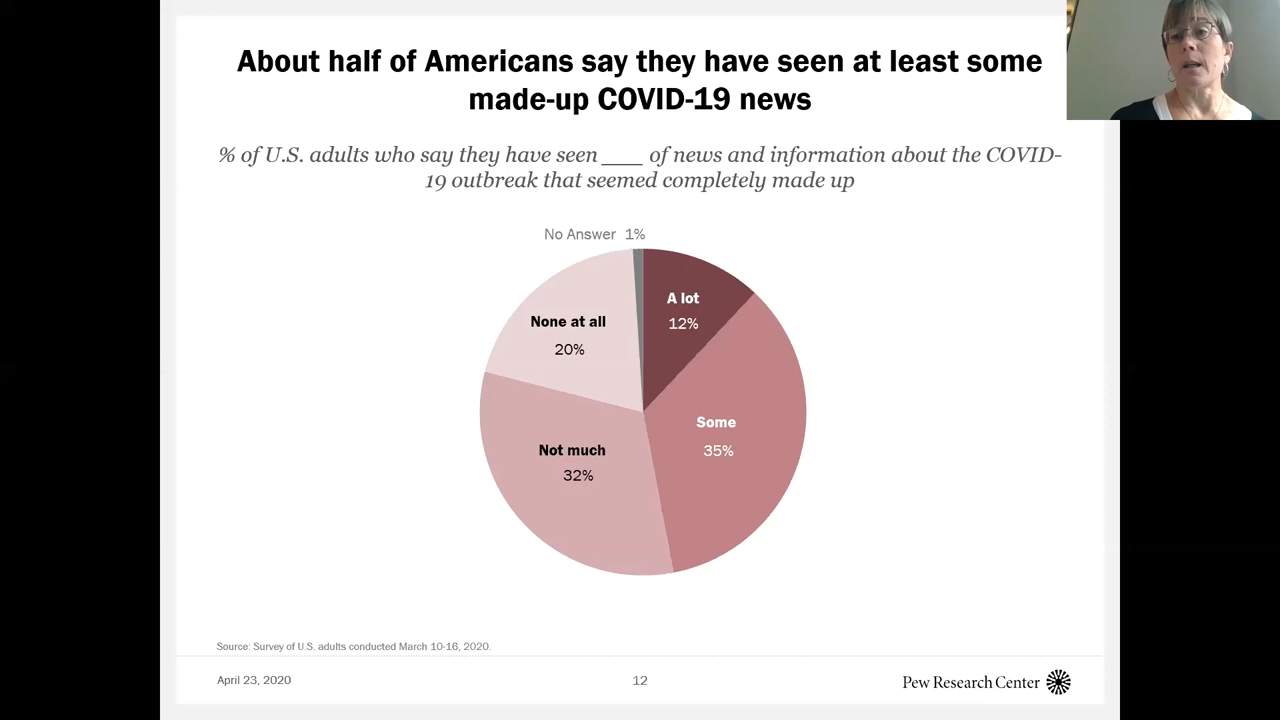 About half of Americans say they have seen at least some
made-up COVID-19 news
% of U.S. adults who say they have seen ___ of news and information about the COVID-
19 outbreak that seemed completely made up
No Answer 1%
A lot
12%
None at all
20%
Some
35%
Not much
32%
Source: Survey of U.S. adults conducted March 10-16, 2020.
April 23, 2020
12
Pew Research Center